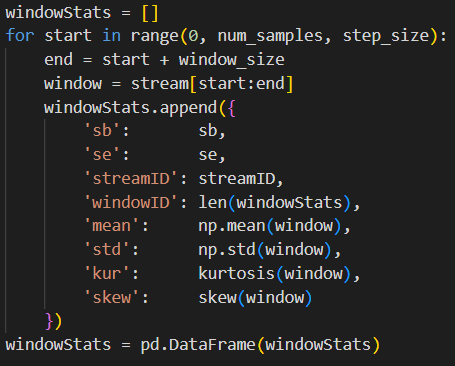 windowStats = []
for start in range(0, num_samples, step_size):
    end = start + window_size
    window = stream[start:end]
    windowStats.append({
        'sb':       sb,
        'se':       se,
        'streamID': streamID,
        'windowID': len(windowStats),
        'mean':     np.mean(window),
        'std':      np.std(window),
        'kur':      kurtosis(window),
        'skew':     skew(window)
    })
windowStats = pd.DataFrame(windowStats)